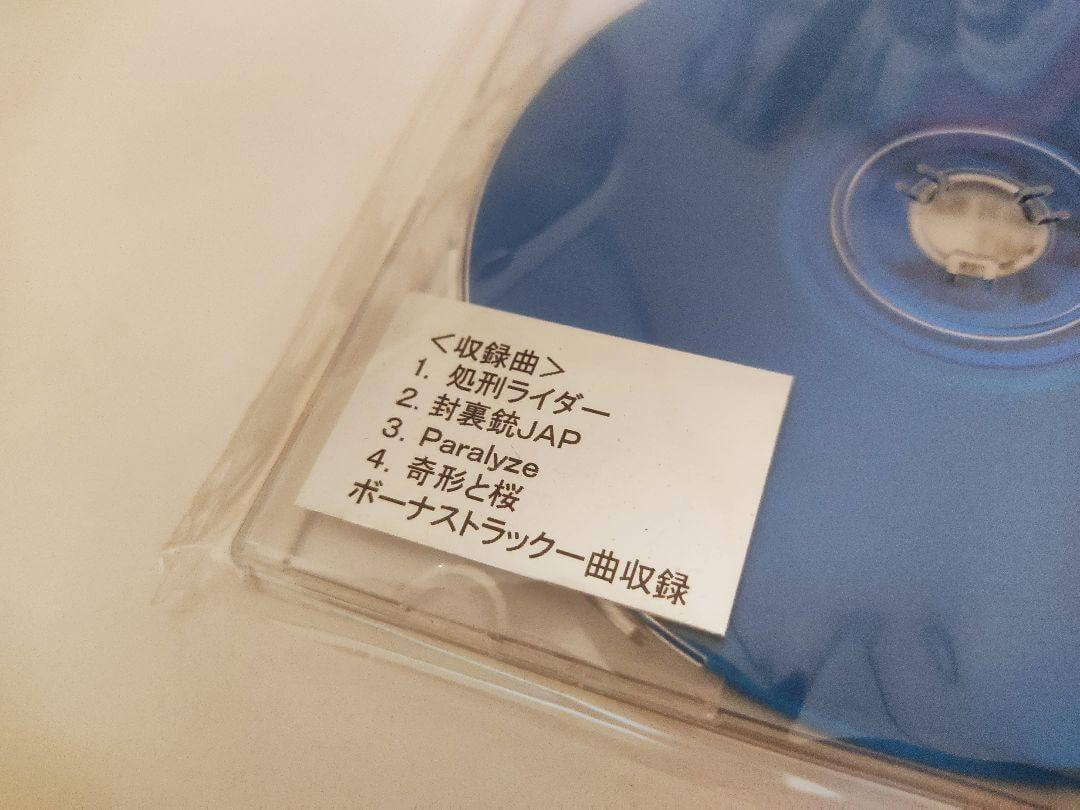 ＜収録曲＞
1. 処刑ライダー
2. 封裏銃JAP
3. Paralyze
4. 奇形と桜
ボーナストラック一曲収録